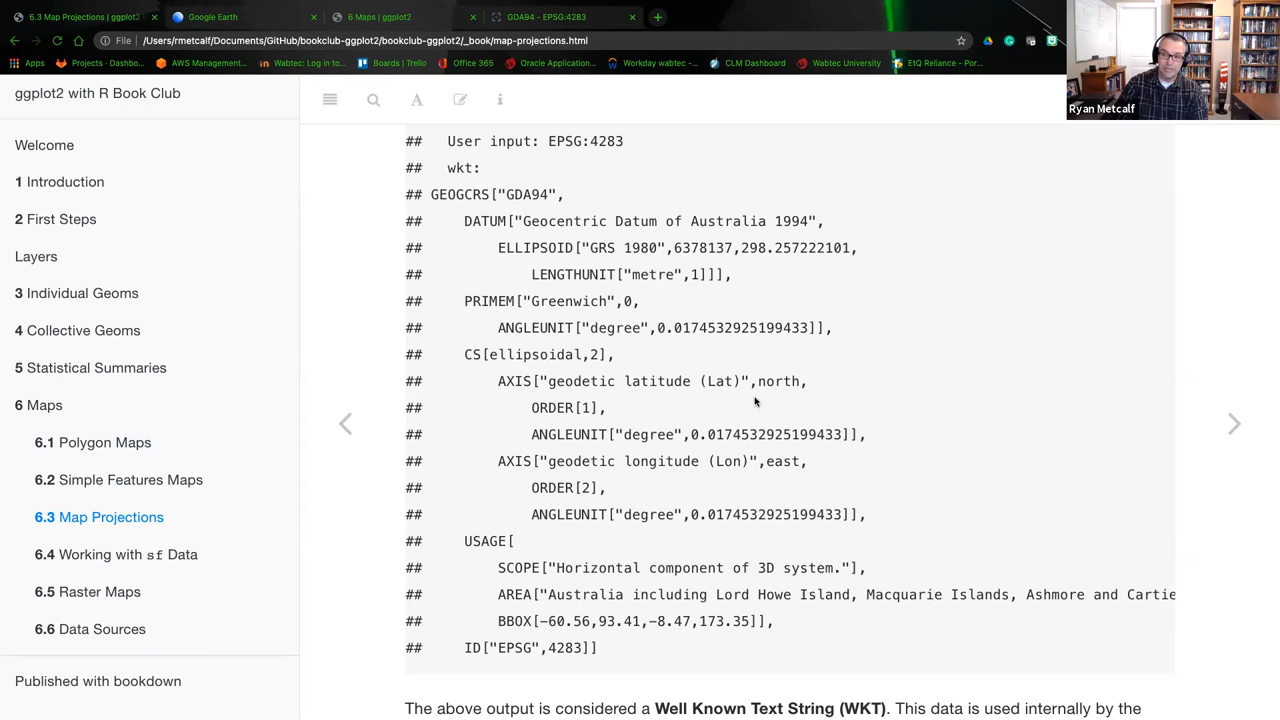 6.3 Map Projections | ggplot2
Google Earth
6 Maps | ggplot2
GDA94 - EPSG:4283
File
/Users/rmetcalf/Documents/GitHub/bookclub-ggplot2/bookclub-ggplot2/_book/map-projections.html
Apps
Projects · Dashbo...
AWS Management...
Wabtec: Log in to...
Boards | Trello
Office 365
Oracle Application...
Workday wabtec -...
CLM Dashboard
Wabtec University
EtQ Reliance - Por...
Ryan Metcalf
ggplot2 with R Book Club
Welcome
1 Introduction
2 First Steps
Layers
3 Individual Geoms
4 Collective Geoms
5 Statistical Summaries
6 Maps
6.1 Polygon Maps
6.2 Simple Features Maps
6.3 Map Projections
6.4 Working with sf Data
6.5 Raster Maps
6.6 Data Sources
Published with bookdown
##   User input: EPSG:4283
##   wkt:
## GEOGCRS["GDA94",
##     DATUM["Geocentric Datum of Australia 1994",
##         ELLIPSOID["GRS 1980",6378137,298.257222101,
##             LENGTHUNIT["metre",1]]],
##     PRIMEM["Greenwich",0,
##         ANGLEUNIT["degree",0.0174532925199433]],
##     CS[ellipsoidal,2],
##         AXIS["geodetic latitude (Lat)",north,
##             ORDER[1],
##             ANGLEUNIT["degree",0.0174532925199433]],
##         AXIS["geodetic longitude (Lon)",east,
##             ORDER[2],
##             ANGLEUNIT["degree",0.0174532925199433]],
##     USAGE[
##         SCOPE["Horizontal component of 3D system."],
##         AREA["Australia including Lord Howe Island, Macquarie Islands, Ashmore and Cartie
##         BBOX[-60.56,93.41,-8.47,173.35]],
##     ID["EPSG",4283]]
The above output is considered a Well Known Text String (WKT). This data is used internally by the